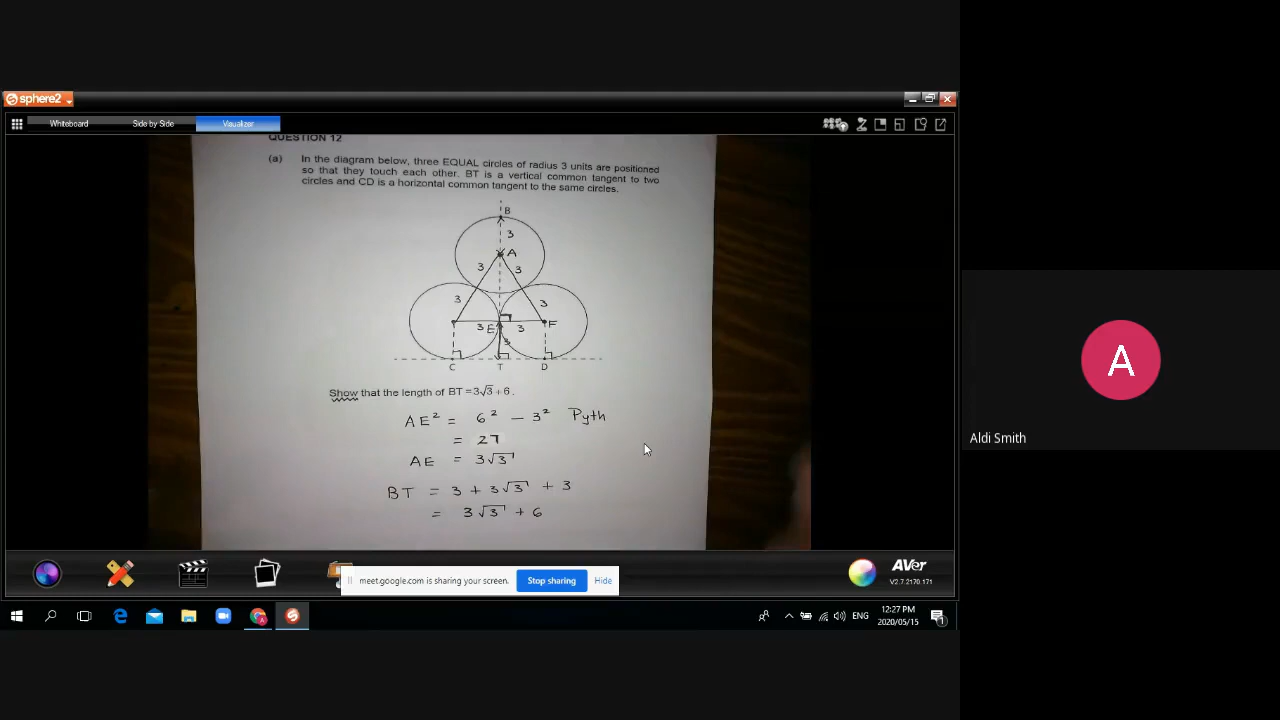 sphere2
Whiteboard Side by Side Visualizer
QUESTION 12
(a) In the diagram below, three EQUAL circles of radius 3 units are positioned
so that they touch each other. BT is a vertical common tangent to two
circles and CD is a horizontal common tangent to the same circles.
B
3
A
3 3
3 3
3 E 3 F
3
C T D
Show that the length of BT = 3√3 + 6.
AE² = 6² − 3² Pyth
= 27
AE = 3√3
BT = 3 + 3√3 + 3
= 3√3 + 6
A
Aldi Smith
AVer
V2.7.2170.171
meet.google.com is sharing your screen. Stop sharing Hide
ENG
12:27 PM
2020/05/15
1